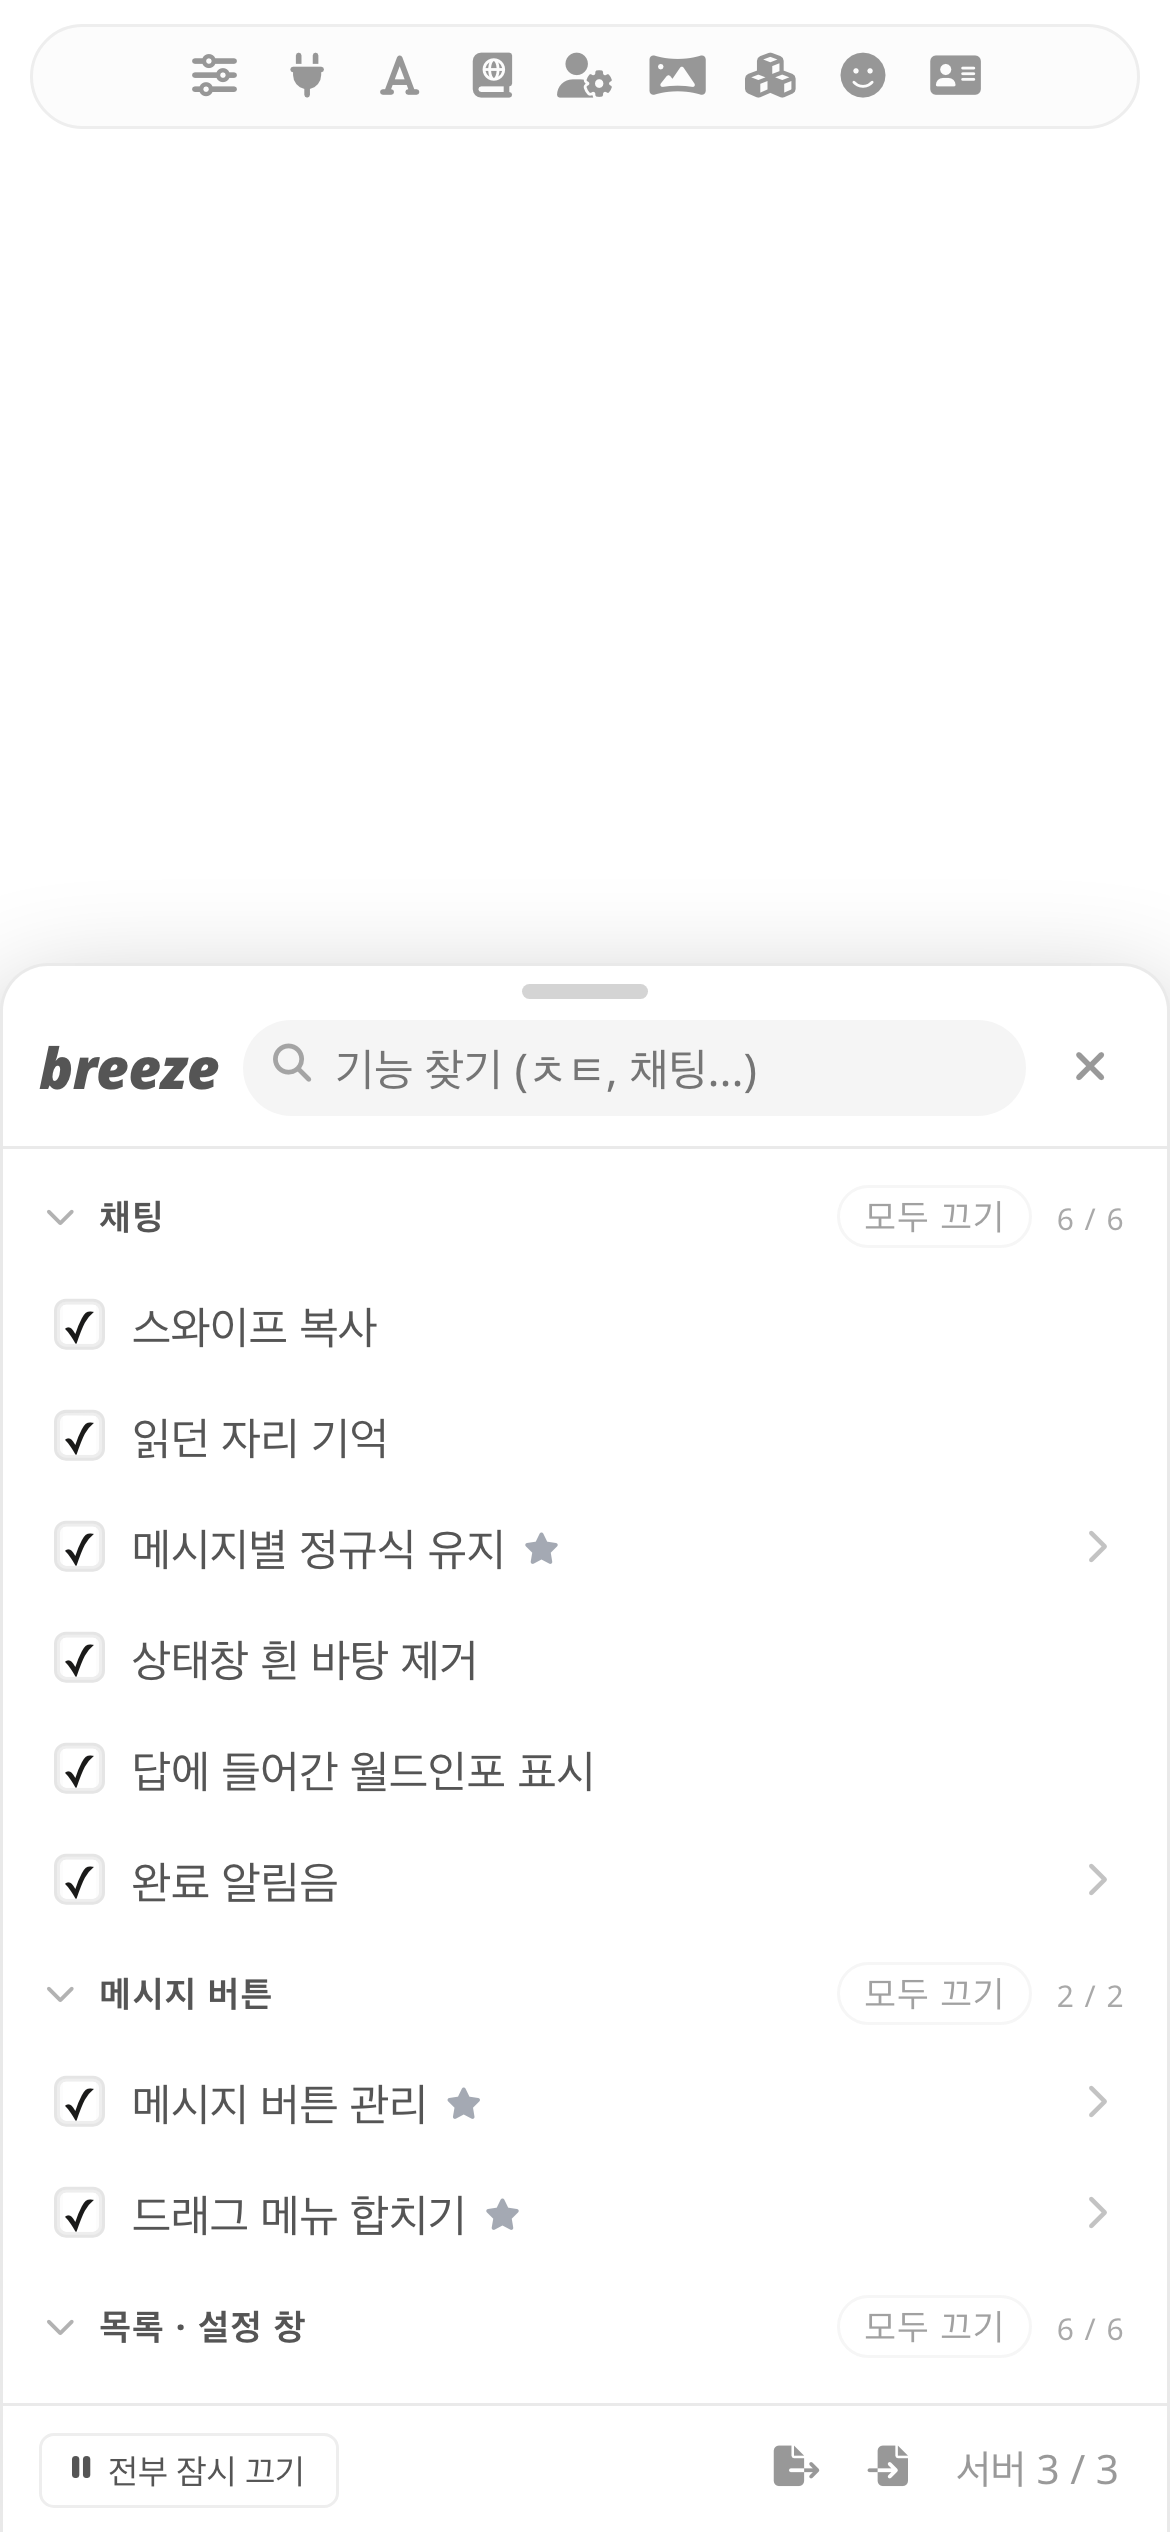 breeze
기능 찾기 (ㅊㅌ, 채팅...)
채팅 모두 끄기 6 / 6
스와이프 복사
읽던 자리 기억
메시지별 정규식 유지
상태창 흰 바탕 제거
답에 들어간 월드인포 표시
완료 알림음
메시지 버튼 모두 끄기 2 / 2
메시지 버튼 관리
드래그 메뉴 합치기
목록 · 설정 창 모두 끄기 6 / 6
전부 잠시 끄기 서버 3 / 3